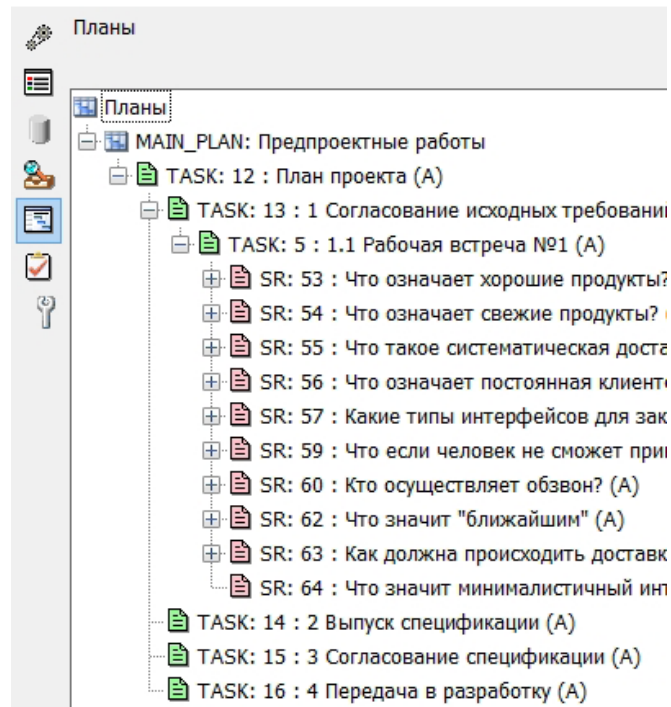 Планы
Планы
MAIN_PLAN: Предпроектные работы
TASK: 12 : План проекта (A)
TASK: 13 : 1 Согласование исходных требовани
TASK: 5 : 1.1 Рабочая встреча №1 (A)
SR: 53 : Что означает хорошие продукты?
SR: 54 : Что означает свежие продукты?
SR: 55 : Что такое систематическая доста
SR: 56 : Что означает постоянная клиент
SR: 57 : Какие типы интерфейсов для зак
SR: 59 : Что если человек не сможет при
SR: 60 : Кто осуществляет обзвон? (A)
SR: 62 : Что значит "ближайшим" (A)
SR: 63 : Как должна происходить доставк
SR: 64 : Что значит минималистичный инт
TASK: 14 : 2 Выпуск спецификации (A)
TASK: 15 : 3 Согласование спецификации (A)
TASK: 16 : 4 Передача в разработку (A)